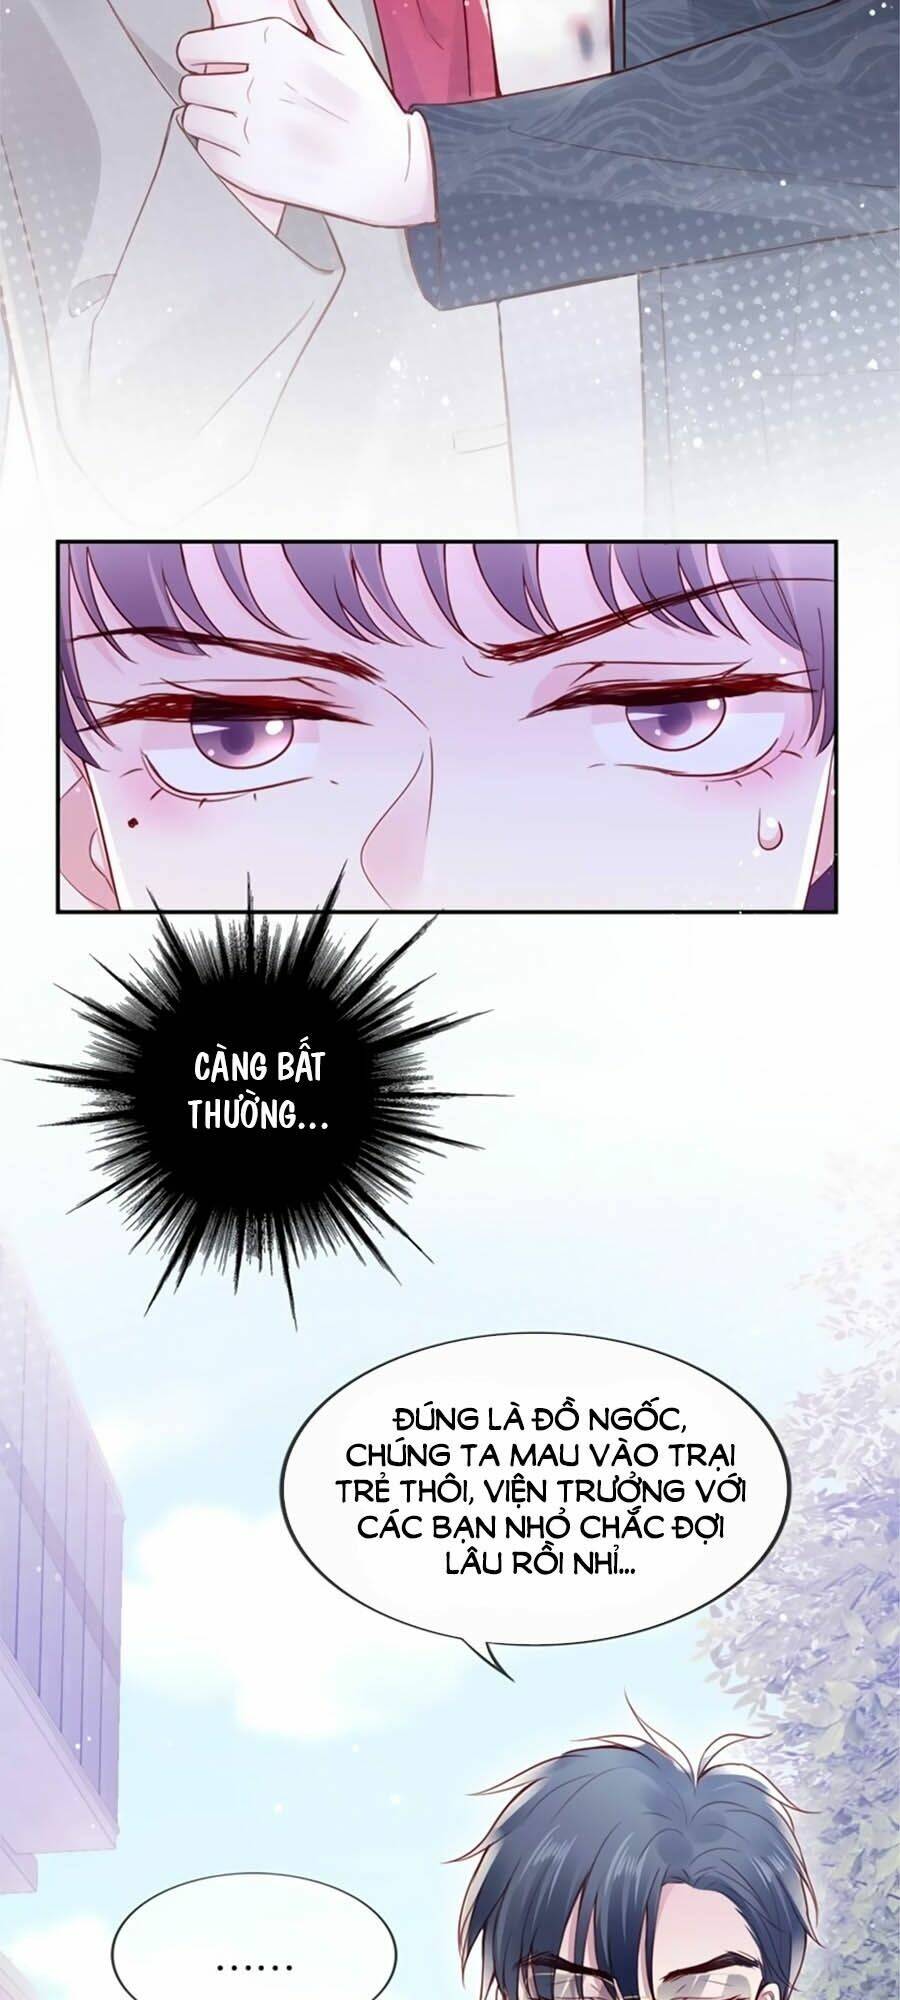 CÀNG BẤT
THƯỜNG...
ĐÚNG LÀ ĐỒ NGỐC,
CHÚNG TA MAU VÀO TRẠI
TRẺ THÔI, VIỆN TRƯỞNG VỚI
CÁC BẠN NHỎ CHẮC ĐỢI
LÂU RỒI NHỈ...
......